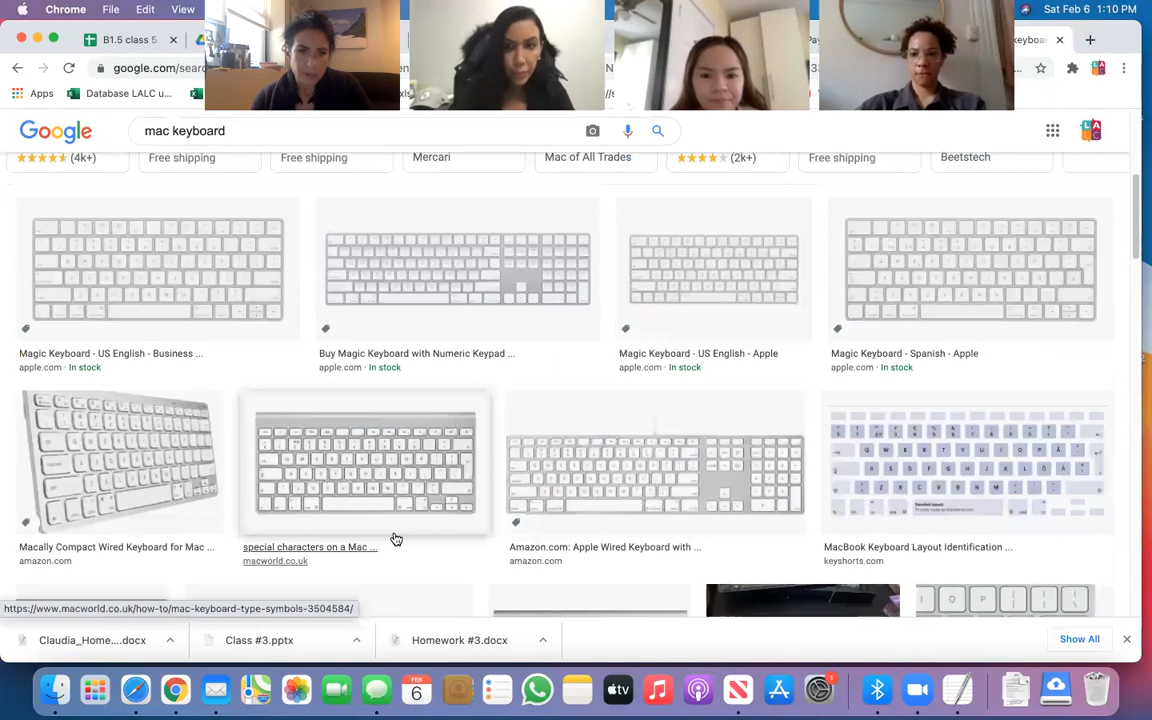 Chrome File Edit View Sat Feb 6 1:10 PM
B1.5 class 5
google.com/sear
Apps Database LALC u...
Google mac keyboard
(4k+) Free shipping Free shipping Mercari Mac of All Trades (2k+) Free shipping Beetstech
Magic Keyboard - US English - Business ... Buy Magic Keyboard with Numeric Keypad ... Magic Keyboard - US English - Apple Magic Keyboard - Spanish - Apple
apple.com · In stock apple.com · In stock apple.com · In stock apple.com · In stock
Macally Compact Wired Keyboard for Mac ... special characters on a Mac ... Amazon.com: Apple Wired Keyboard with ... MacBook Keyboard Layout Identification ...
amazon.com macworld.co.uk keyshorts.com
https://www.macworld.co.uk/how-to/mac-keyboard-type-symbols-3504584/
Claudia_Home....docx Class #3.pptx Homework #3.docx Show All
FEB
6
tv
1